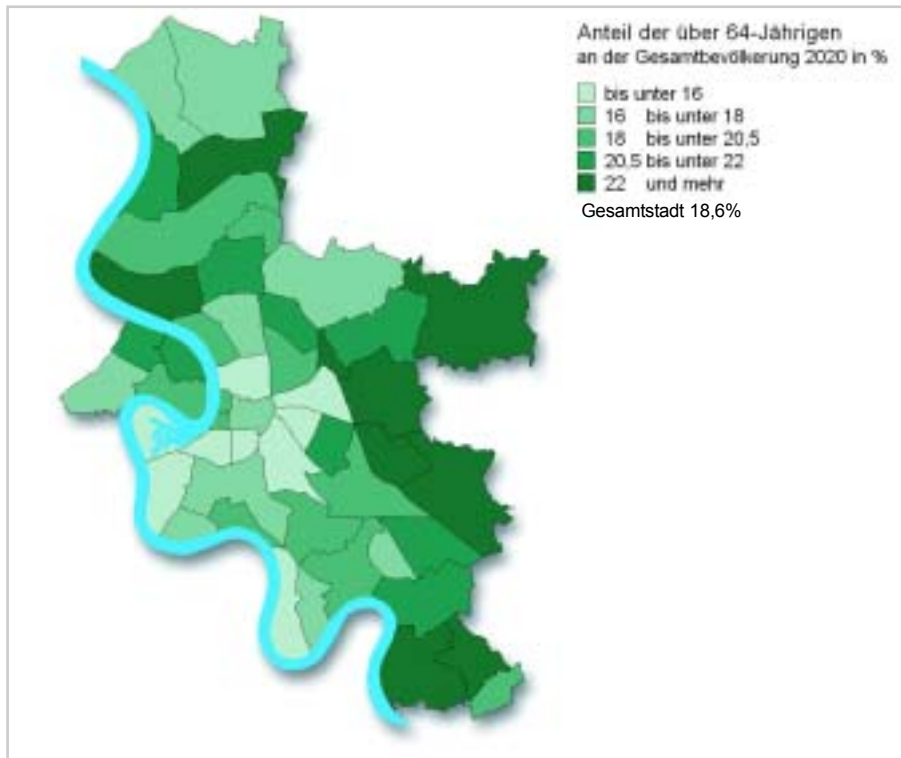 Anteil der über 64-Jährigen
an der Gesamtbevölkerung 2020 in %
bis unter 16
16 bis unter 18
18 bis unter 20,5
20,5 bis unter 22
22 und mehr
Gesamtstadt 18,6%